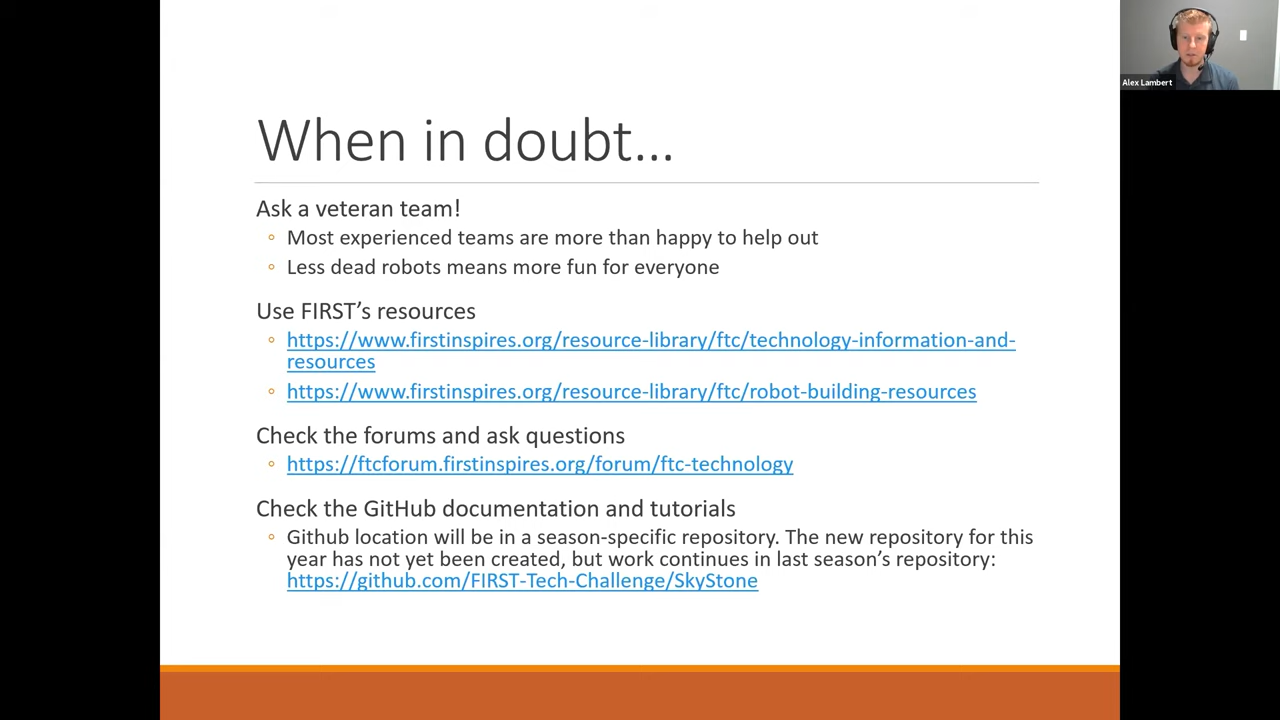 When in doubt...
Ask a veteran team!
◦ Most experienced teams are more than happy to help out
◦ Less dead robots means more fun for everyone
Use FIRST’s resources
◦ https://www.firstinspires.org/resource-library/ftc/technology-information-and-
resources
◦ https://www.firstinspires.org/resource-library/ftc/robot-building-resources
Check the forums and ask questions
◦ https://ftcforum.firstinspires.org/forum/ftc-technology
Check the GitHub documentation and tutorials
◦ Github location will be in a season-specific repository. The new repository for this
year has not yet been created, but work continues in last season’s repository:
https://github.com/FIRST-Tech-Challenge/SkyStone
Alex Lambert